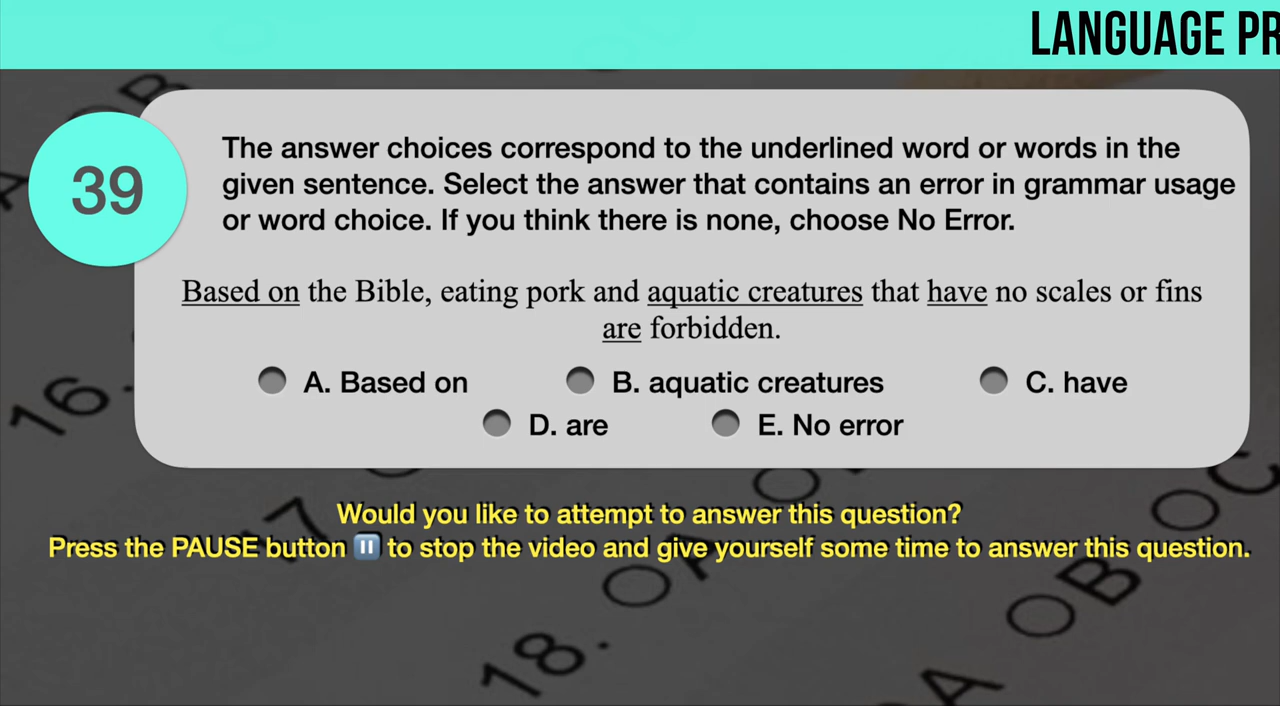 LANGUAGE PR
39
The answer choices correspond to the underlined word or words in the
given sentence. Select the answer that contains an error in grammar usage
or word choice. If you think there is none, choose No Error.
Based on the Bible, eating pork and aquatic creatures that have no scales or fins
are forbidden.
A. Based on B. aquatic creatures C. have
D. are E. No error
Would you like to attempt to answer this question?
Press the PAUSE button ⏸ to stop the video and give yourself some time to answer this question.
16.
17
18. OA OB OC